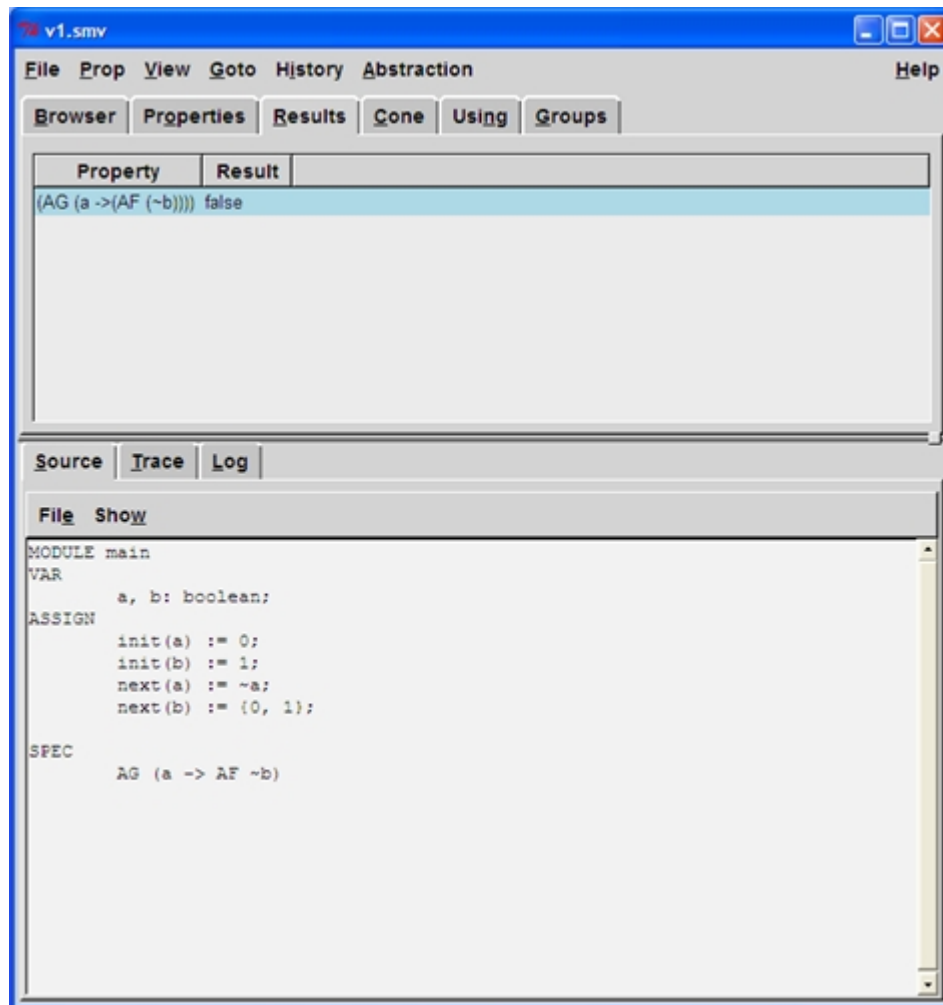 v1.smv
File Prop View Goto History Abstraction Help
Browser Properties Results Cone Using Groups
Property Result
(AG (a ->(AF (~b)))) false
Source Trace Log
File Show
MODULE main
VAR
a, b: boolean;
ASSIGN
init(a) := 0;
init(b) := 1;
next(a) := ~a;
next(b) := {0, 1};
SPEC
AG (a -> AF ~b)